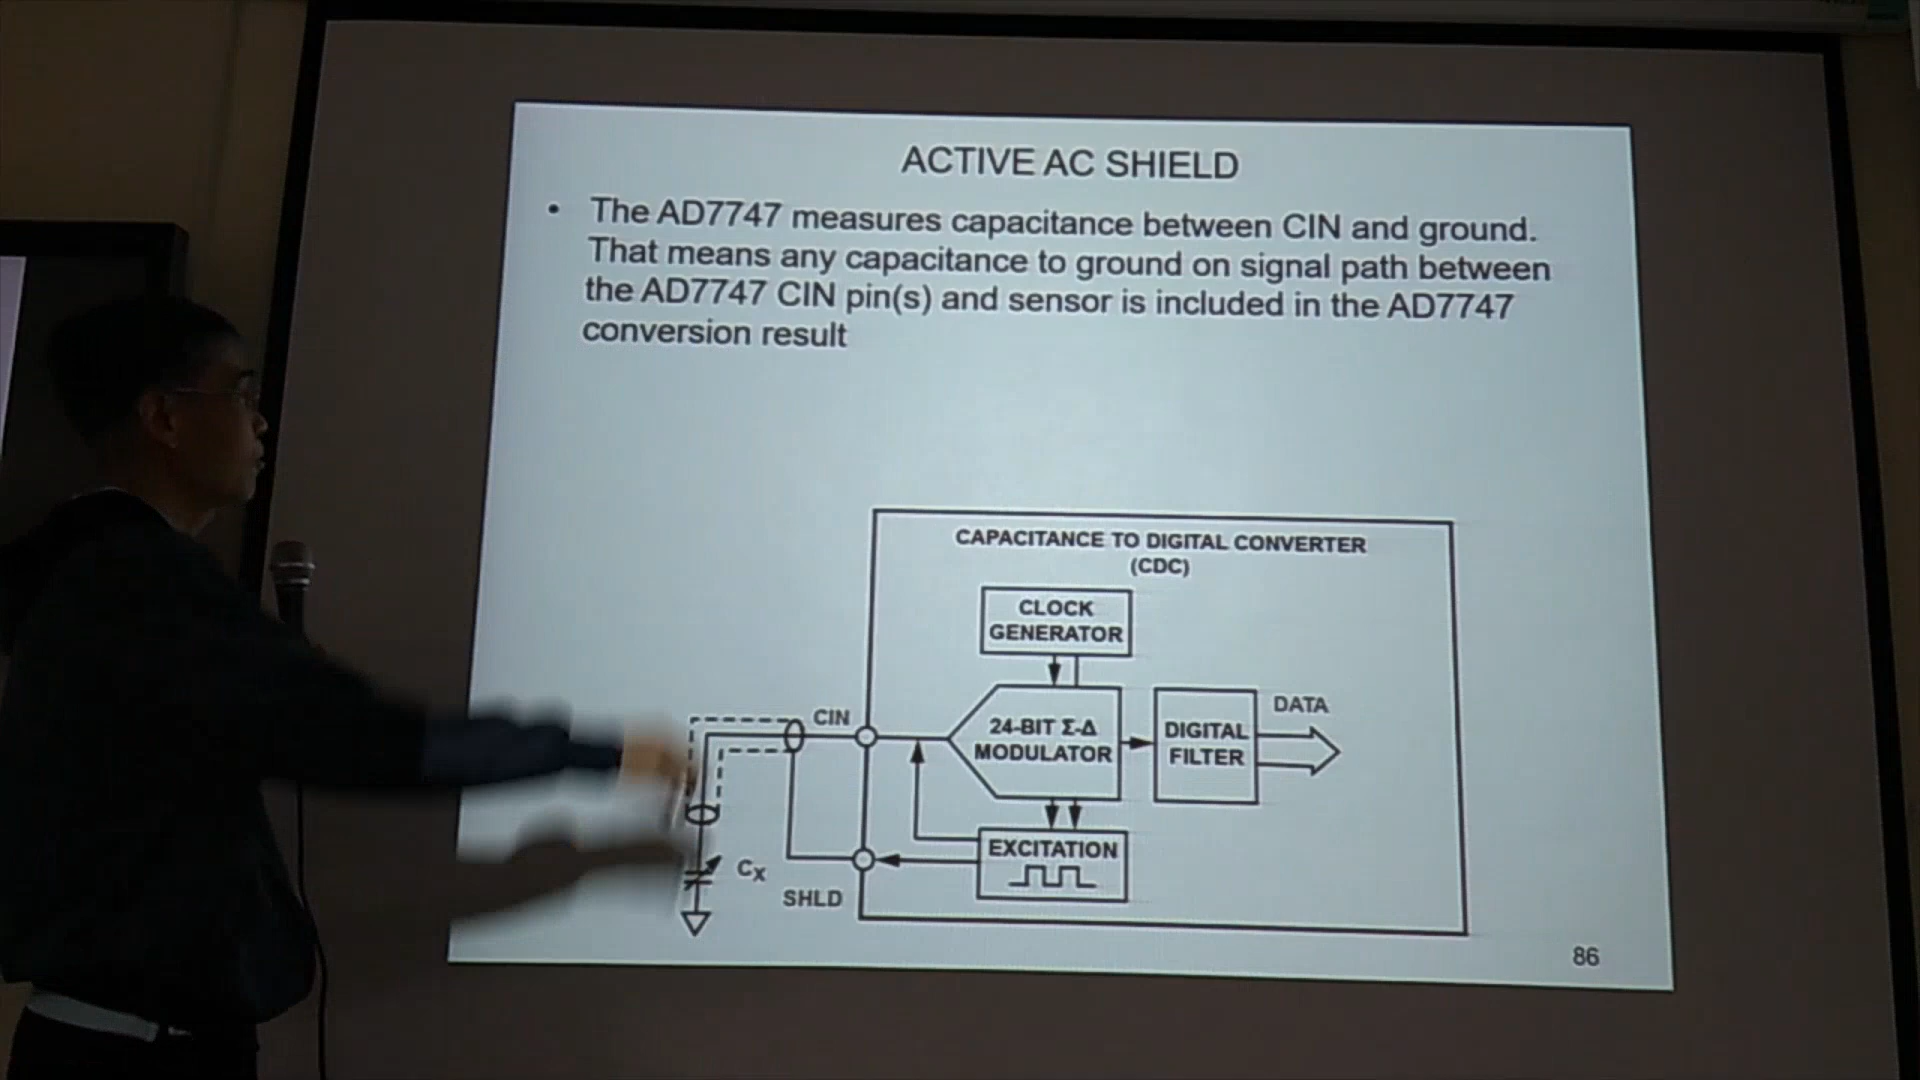 ACTIVE AC SHIELD
• The AD7747 measures capacitance between CIN and ground.
That means any capacitance to ground on signal path between
the AD7747 CIN pin(s) and sensor is included in the AD7747
conversion result
CAPACITANCE TO DIGITAL CONVERTER
(CDC)
CLOCK
GENERATOR
CIN
24-BIT Σ-Δ
MODULATOR
DIGITAL
FILTER
DATA
EXCITATION
CX
SHLD
86